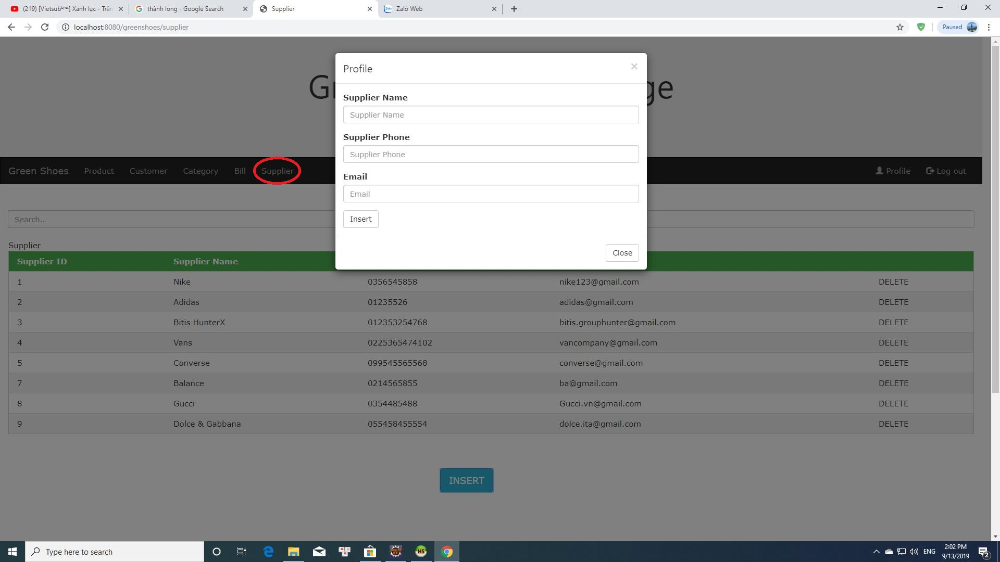 (219) [Vietsub Lyric] Xanh lục - Trần
thành long - Google Search
Supplier
Zalo Web
localhost:8080/greenshoes/supplier
Paused
Profile
×
Gr
ge
Supplier Name
Supplier Name
Supplier Phone
Supplier Phone
Email
Email
Insert
Close
Green Shoes Product Customer Category Bill Supplier Profile Log out
Search..
Supplier
Supplier ID Supplier Name
1 Nike 0356545858 nike123@gmail.com DELETE
2 Adidas 01235526 adidas@gmail.com DELETE
3 Bitis HunterX 012353254768 bitis.grouphunter@gmail.com DELETE
4 Vans 0225365474102 vancompany@gmail.com DELETE
5 Converse 099545565568 converse@gmail.com DELETE
7 Balance 0214565855 ba@gmail.com DELETE
8 Gucci 0354485488 Gucci.vn@gmail.com DELETE
9 Dolce & Gabbana 055458455554 dolce.ita@gmail.com DELETE
INSERT
Type here to search
HS
ENG
2:02 PM
9/13/2019
2